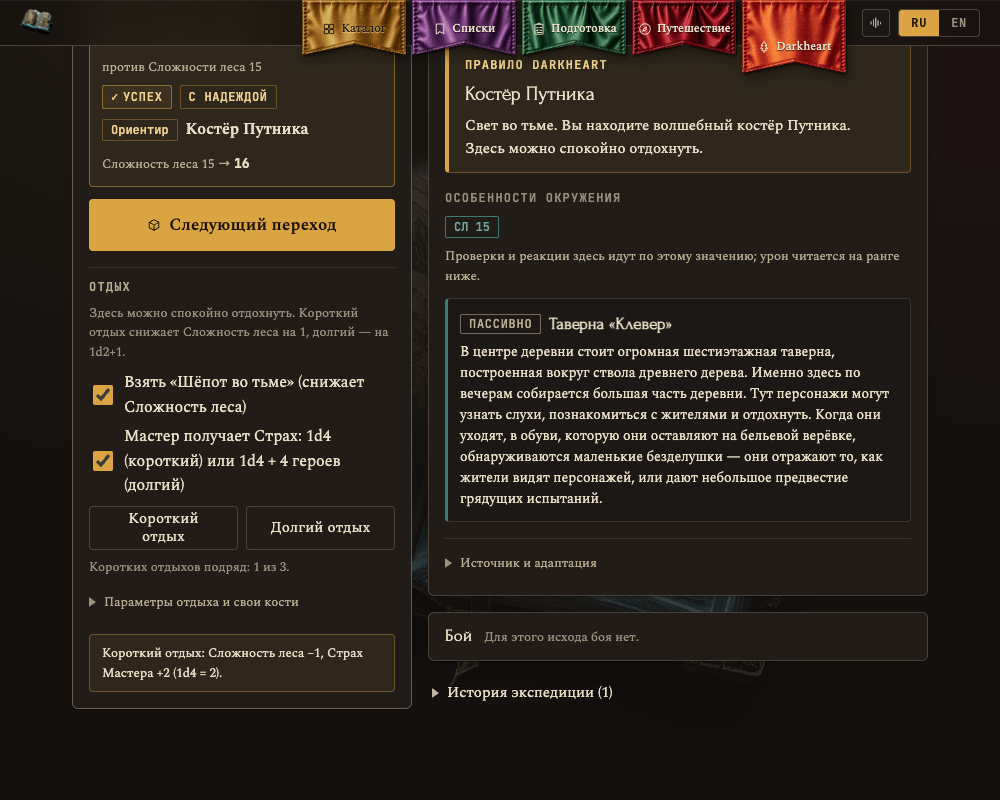 Каталог
Списки
Подготовка
Путешествие
Darkheart
RU
EN
против Сложности леса 15
✓ УСПЕХ
С НАДЕЖДОЙ
Ориентир
Костёр Путника
Сложность леса 15 → 16
Следующий переход
ОТДЫХ
Здесь можно спокойно отдохнуть. Короткий
отдых снижает Сложность леса на 1, долгий — на
1d2+1.
Взять «Шёпот во тьме» (снижает
Сложность леса)
Мастер получает Страх: 1d4
(короткий) или 1d4 + 4 героев
(долгий)
Короткий
отдых
Долгий отдых
Коротких отдыхов подряд: 1 из 3.
Параметры отдыха и свои кости
Короткий отдых: Сложность леса −1, Страх
Мастера +2 (1d4 = 2).
ПРАВИЛО DARKHEART
Костёр Путника
Свет во тьме. Вы находите волшебный костёр Путника.
Здесь можно спокойно отдохнуть.
ОСОБЕННОСТИ ОКРУЖЕНИЯ
СЛ 15
Проверки и реакции здесь идут по этому значению; урон читается на ранге
ниже.
ПАССИВНО
Таверна «Клевер»
В центре деревни стоит огромная шестиэтажная таверна,
построенная вокруг ствола древнего дерева. Именно здесь по
вечерам собирается большая часть деревни. Тут персонажи могут
узнать слухи, познакомиться с жителями и отдохнуть. Когда они
уходят, в обуви, которую они оставляют на бельевой верёвке,
обнаруживаются маленькие безделушки — они отражают то, как
жители видят персонажей, или дают небольшое предвестие
грядущих испытаний.
Источник и адаптация
Бой
Для этого исхода боя нет.
История экспедиции (1)